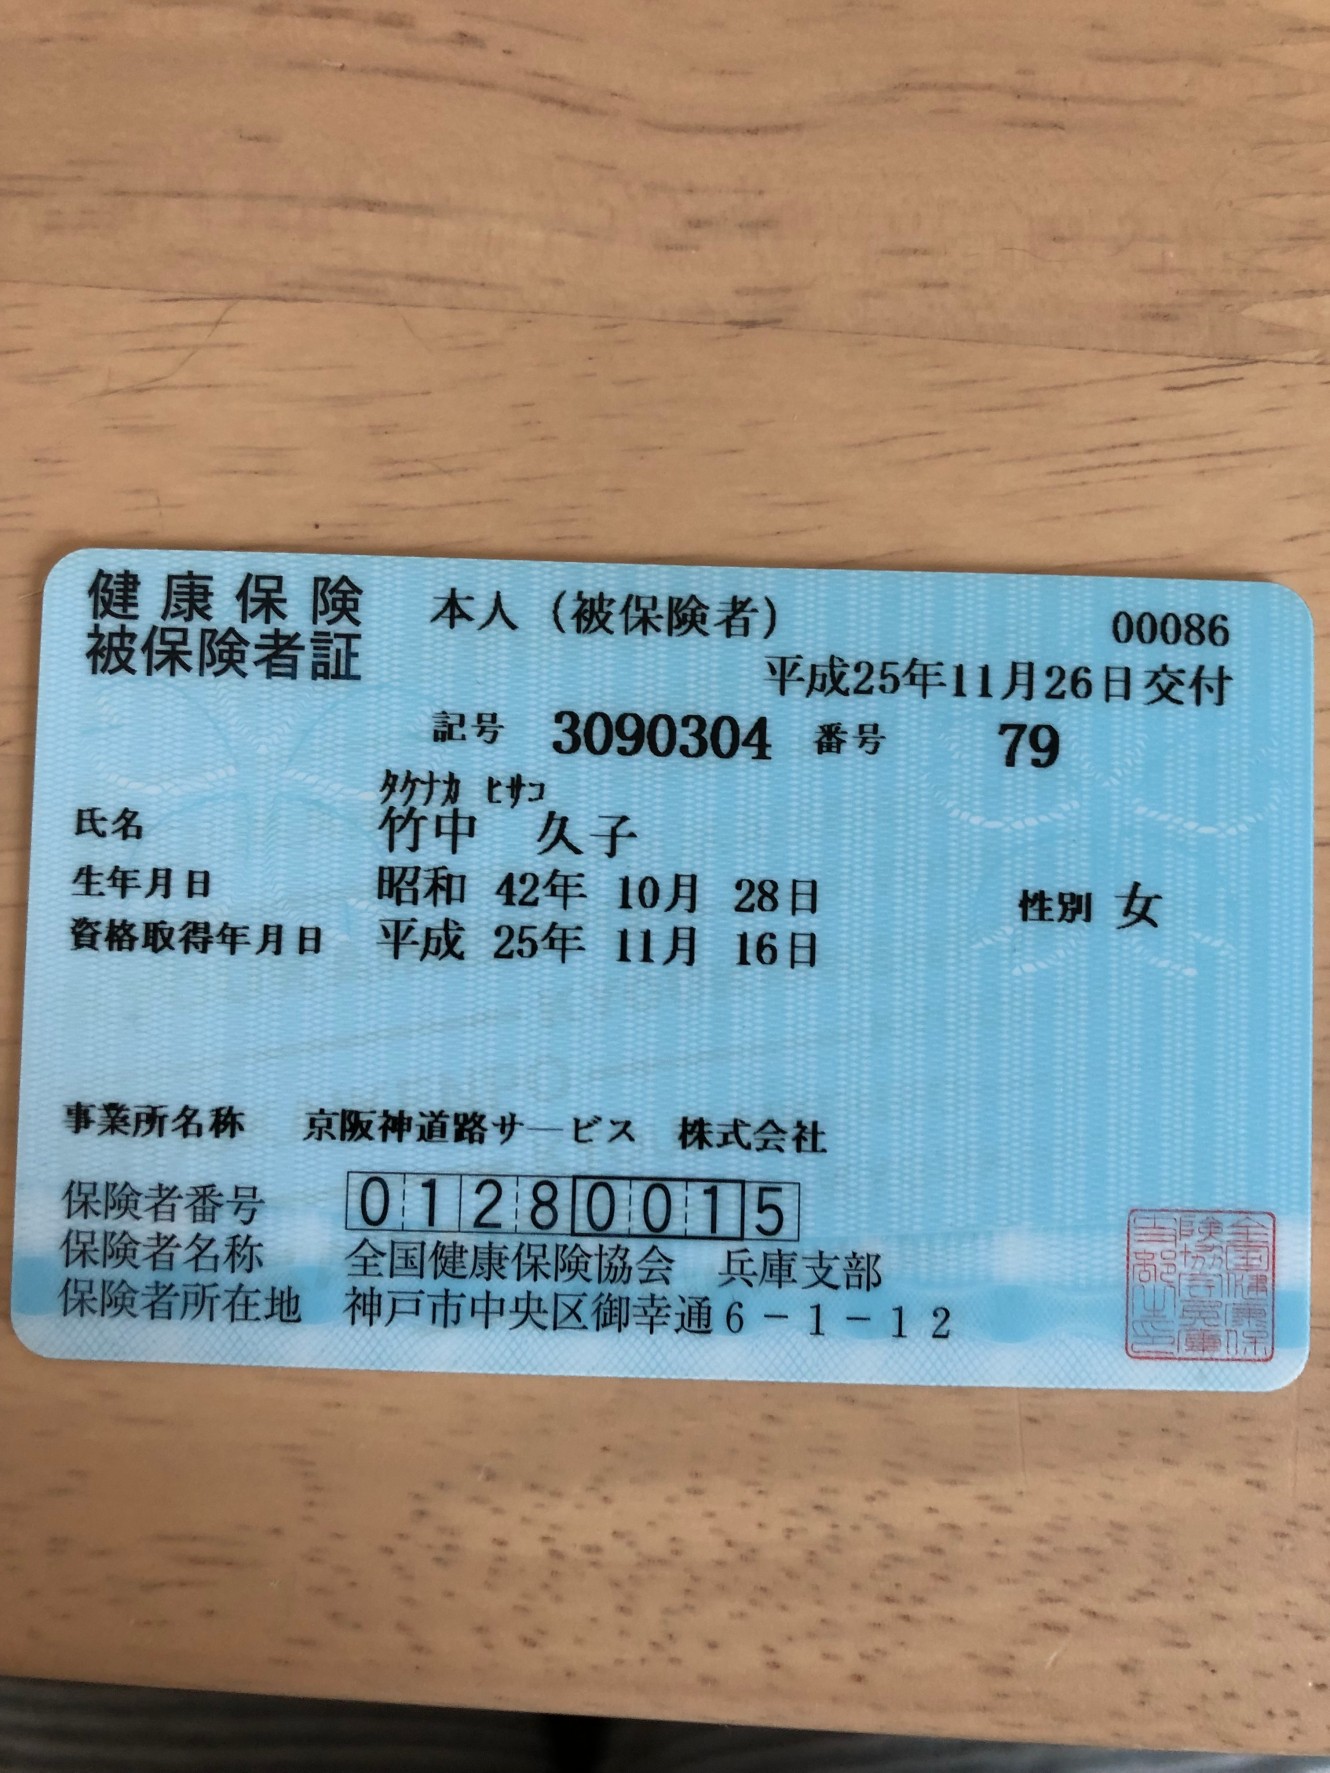 健康保険 本人（被保険者） 00086
被保険者証 平成25年11月26日交付
記号 3090304 番号 79
ﾀｹﾅｶ ﾋｻｺ
氏名 竹中 久子
生年月日 昭和 42年 10月 28日 性別 女
資格取得年月日 平成 25年 11月 16日
事業所名称 京阪神道路サービス 株式会社
保険者番号 01280015
保険者名称 全国健康保険協会 兵庫支部
保険者所在地 神戸市中央区御幸通6－1－12